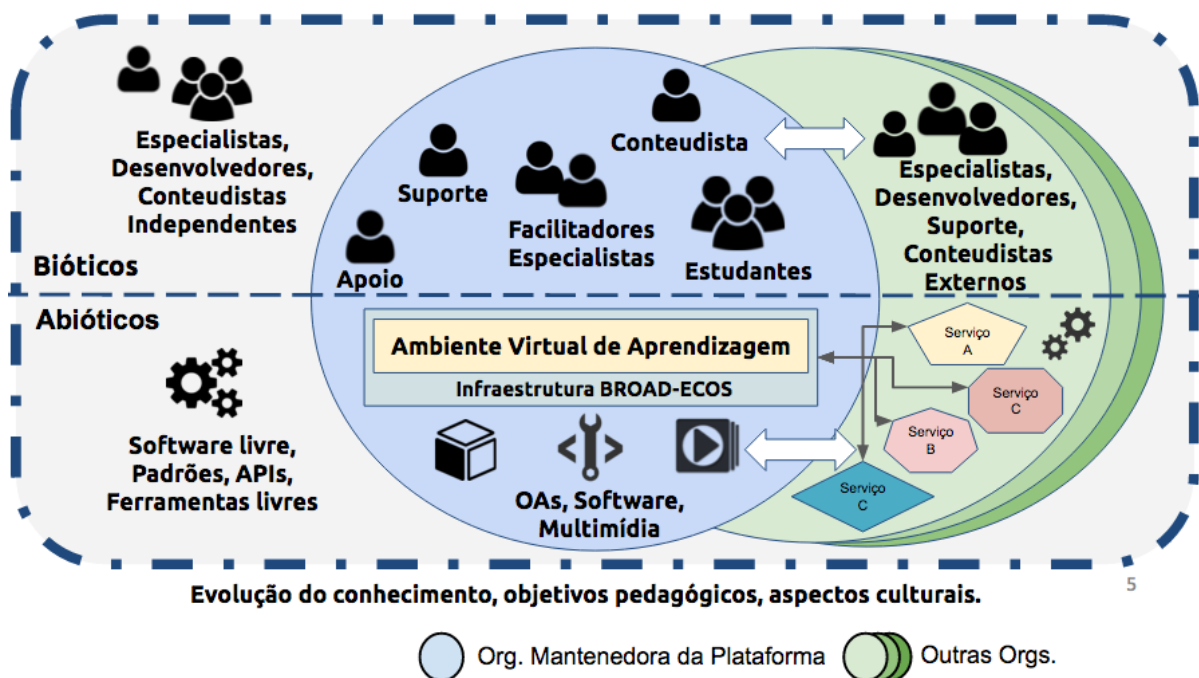 Especialistas,
Desenvolvedores,
Conteudistas
Independentes
Bióticos
Apoio
Suporte
Facilitadores
Especialistas
Conteudista
Estudantes
Especialistas,
Desenvolvedores,
Suporte,
Conteudistas
Externos
Abióticos
Software livre,
Padrões, APIs,
Ferramentas livres
Ambiente Virtual de Aprendizagem
Infraestrutura BROAD-ECOS
OAs, Software,
Multimídia
Serviço
A
Serviço
C
Serviço
B
Serviço
C
Evolução do conhecimento, objetivos pedagógicos, aspectos culturais.
5
Org. Mantenedora da Plataforma
Outras Orgs.